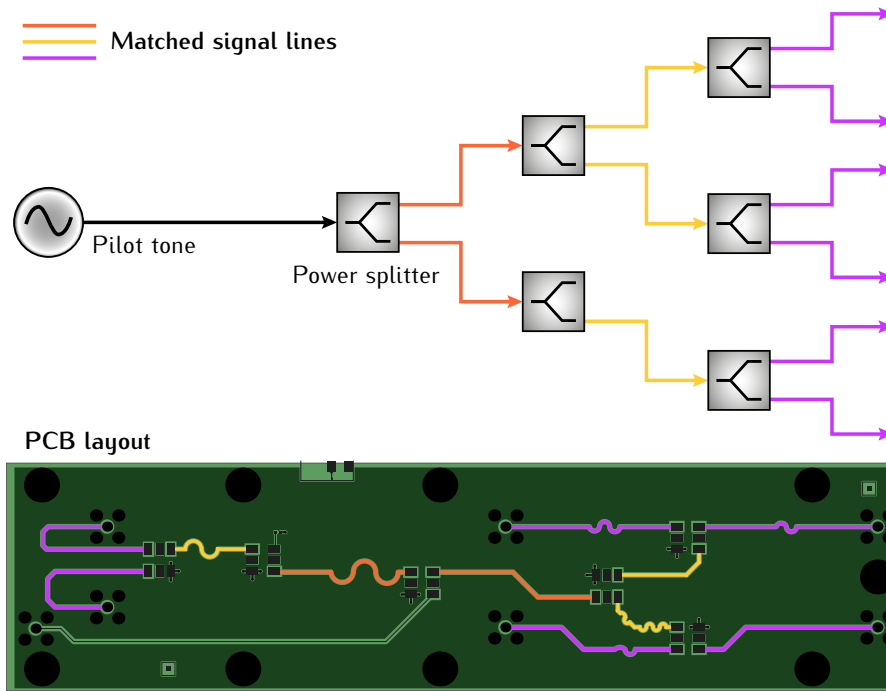 Matched signal lines
Pilot tone
Power splitter
PCB layout